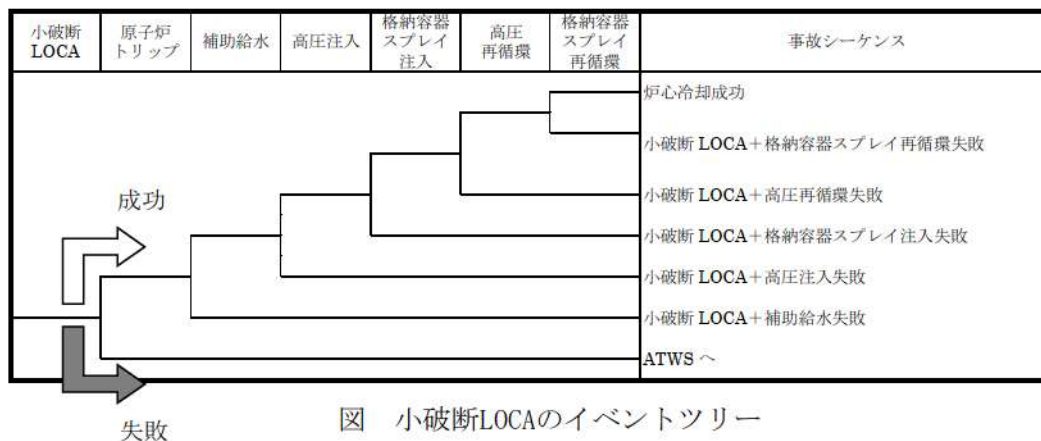 小破断
LOCA
原子炉
トリップ
補助給水
高圧注入
格納容器
スプレイ
注入
高圧
再循環
格納容器
スプレイ
再循環
事故シーケンス
炉心冷却成功
小破断 LOCA+格納容器スプレイ再循環失敗
小破断 LOCA+高圧再循環失敗
小破断 LOCA+格納容器スプレイ注入失敗
小破断 LOCA+高圧注入失敗
小破断 LOCA+補助給水失敗
ATWS へ
成功
失敗
図 小破断LOCAのイベントツリー